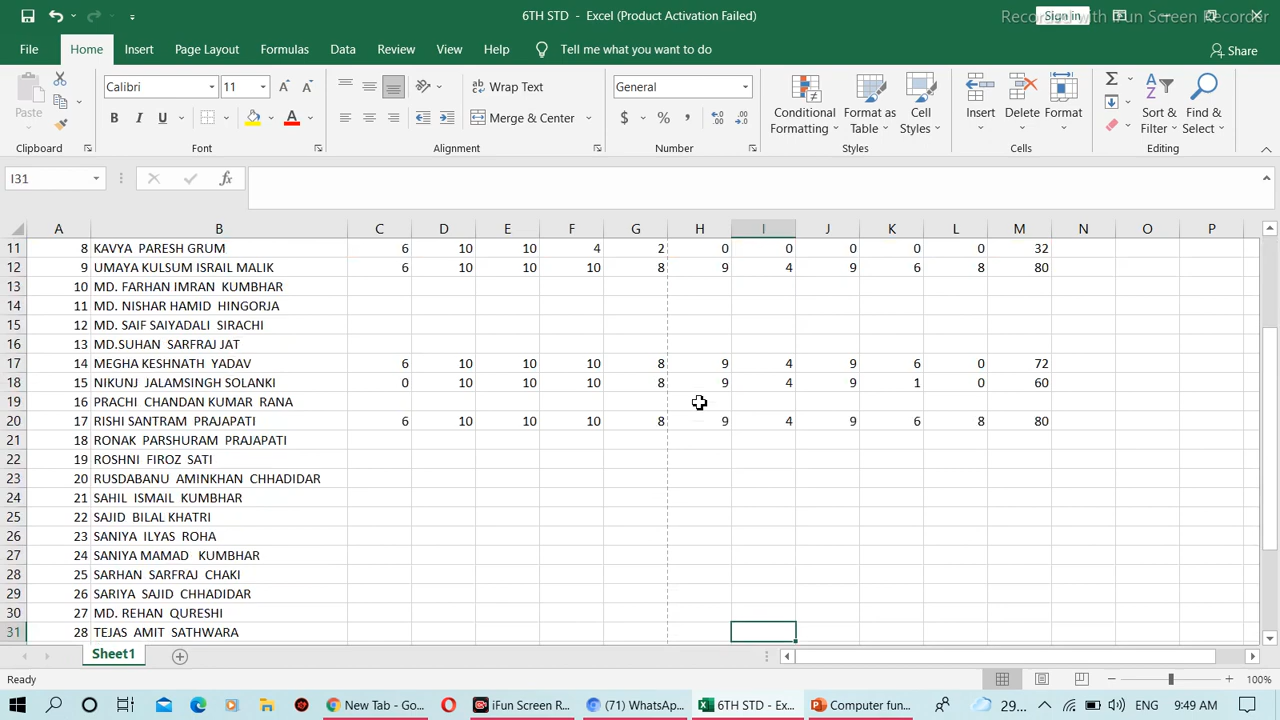 6TH STD - Excel (Product Activation Failed)
Sign in
Recorded with iFun Screen Recorder
File Home Insert Page Layout Formulas Data Review View Help Tell me what you want to do Share
Paste
Clipboard
Calibri 11
B I U
Font
Wrap Text
Merge & Center
Alignment
General
$ % ,
Number
Conditional Formatting
Format as Table
Cell Styles
Styles
Insert Delete Format
Cells
Sort & Filter
Find & Select
Editing
I31 fx
A B C D E F G H I J K L M N O P
11 8 KAVYA PARESH GRUM 6 10 10 4 2 0 0 0 0 0 32
12 9 UMAYA KULSUM ISRAIL MALIK 6 10 10 10 8 9 4 9 6 8 80
13 10 MD. FARHAN IMRAN KUMBHAR
14 11 MD. NISHAR HAMID HINGORJA
15 12 MD. SAIF SAIYADALI SIRACHI
16 13 MD.SUHAN SARFRAJ JAT
17 14 MEGHA KESHNATH YADAV 6 10 10 10 8 9 4 9 6 0 72
18 15 NIKUNJ JALAMSINGH SOLANKI 0 10 10 10 8 9 4 9 1 0 60
19 16 PRACHI CHANDAN KUMAR RANA
20 17 RISHI SANTRAM PRAJAPATI 6 10 10 10 8 9 4 9 6 8 80
21 18 RONAK PARSHURAM PRAJAPATI
22 19 ROSHNI FIROZ SATI
23 20 RUSDABANU AMINKHAN CHHADIDAR
24 21 SAHIL ISMAIL KUMBHAR
25 22 SAJID BILAL KHATRI
26 23 SANIYA ILYAS ROHA
27 24 SANIYA MAMAD KUMBHAR
28 25 SARHAN SARFRAJ CHAKI
29 26 SARIYA SAJID CHHADIDAR
30 27 MD. REHAN QURESHI
31 28 TEJAS AMIT SATHWARA
Sheet1
Ready 100%
New Tab - Go... iFun Screen R... (71) WhatsAp... 6TH STD - Ex... Computer fun... 29... ENG 9:49 AM